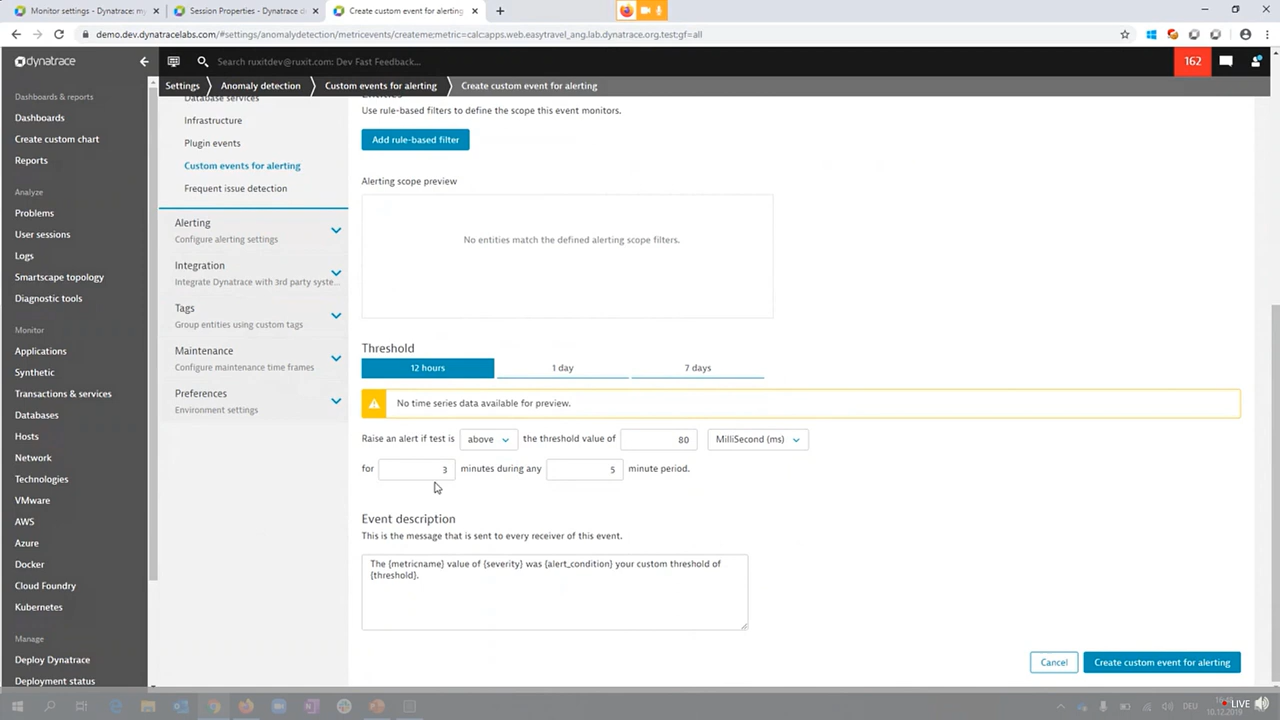 Monitor settings - Dynatrace: my
Session Properties - Dynatrace d
Create custom event for alerting
demo.dev.dynatracelabs.com/#settings/anomalydetection/metricevents/createme;metric=calc:apps.web.easytravel_ang.lab.dynatrace.org.test;gf=all
dynatrace
Search ruxitdev@ruxit.com: Dev Fast Feedback...
162
Settings
Anomaly detection
Custom events for alerting
Create custom event for alerting
Dashboards & reports
Dashboards
Create custom chart
Reports
Analyze
Problems
User sessions
Logs
Smartscape topology
Diagnostic tools
Monitor
Applications
Synthetic
Transactions & services
Databases
Hosts
Network
Technologies
VMware
AWS
Azure
Docker
Cloud Foundry
Kubernetes
Manage
Deploy Dynatrace
Deployment status
Database services
Infrastructure
Plugin events
Custom events for alerting
Frequent issue detection
Alerting
Configure alerting settings
Integration
Integrate Dynatrace with 3rd party syste...
Tags
Group entities using custom tags
Maintenance
Configure maintenance time frames
Preferences
Environment settings
Use rule-based filters to define the scope this event monitors.
Add rule-based filter
Alerting scope preview
No entities match the defined alerting scope filters.
Threshold
12 hours
1 day
7 days
No time series data available for preview.
Raise an alert if test is above the threshold value of 80 MilliSecond (ms)
for 3 minutes during any 5 minute period.
Event description
This is the message that is sent to every receiver of this event.
The {metricname} value of {severity} was {alert_condition} your custom threshold of
{threshold}.
Cancel
Create custom event for alerting
DEU
10.12.2019
LIVE